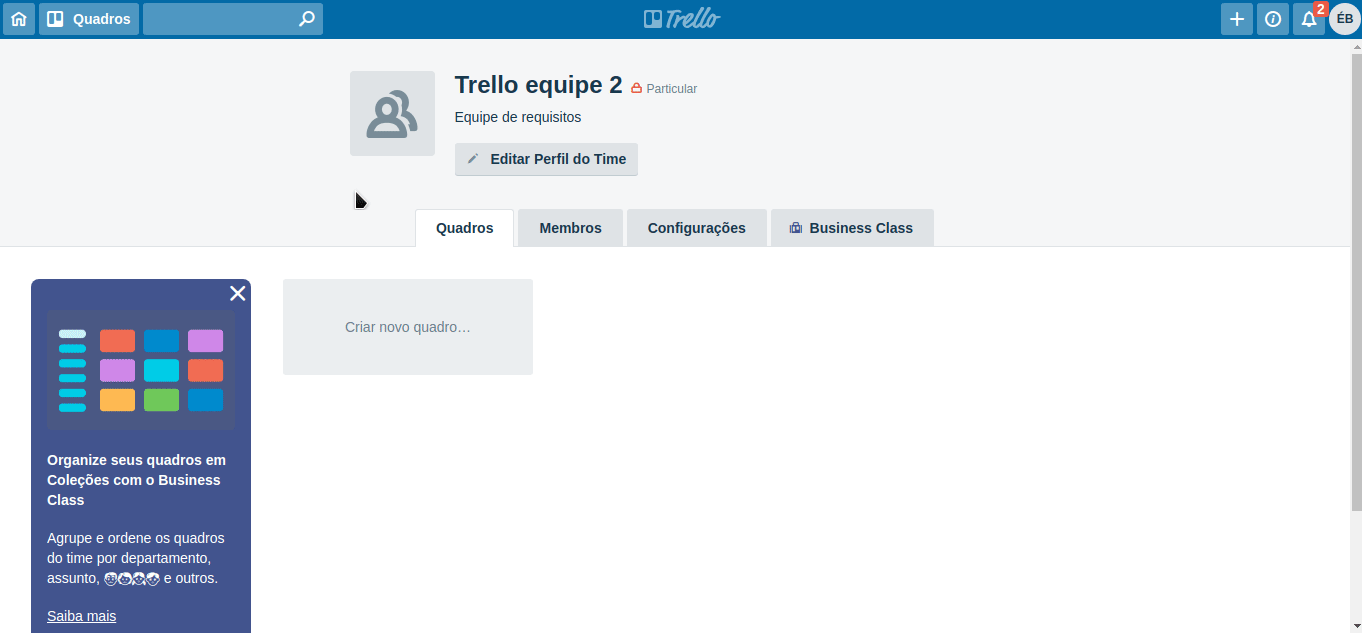 Quadros
Trello
2
ÉB
Trello equipe 2 Particular
Equipe de requisitos
Editar Perfil do Time
Quadros Membros Configurações Business Class
Criar novo quadro…
Organize seus quadros em
Coleções com o Business
Class
Agrupe e ordene os quadros
do time por departamento,
assunto, e outros.
Saiba mais